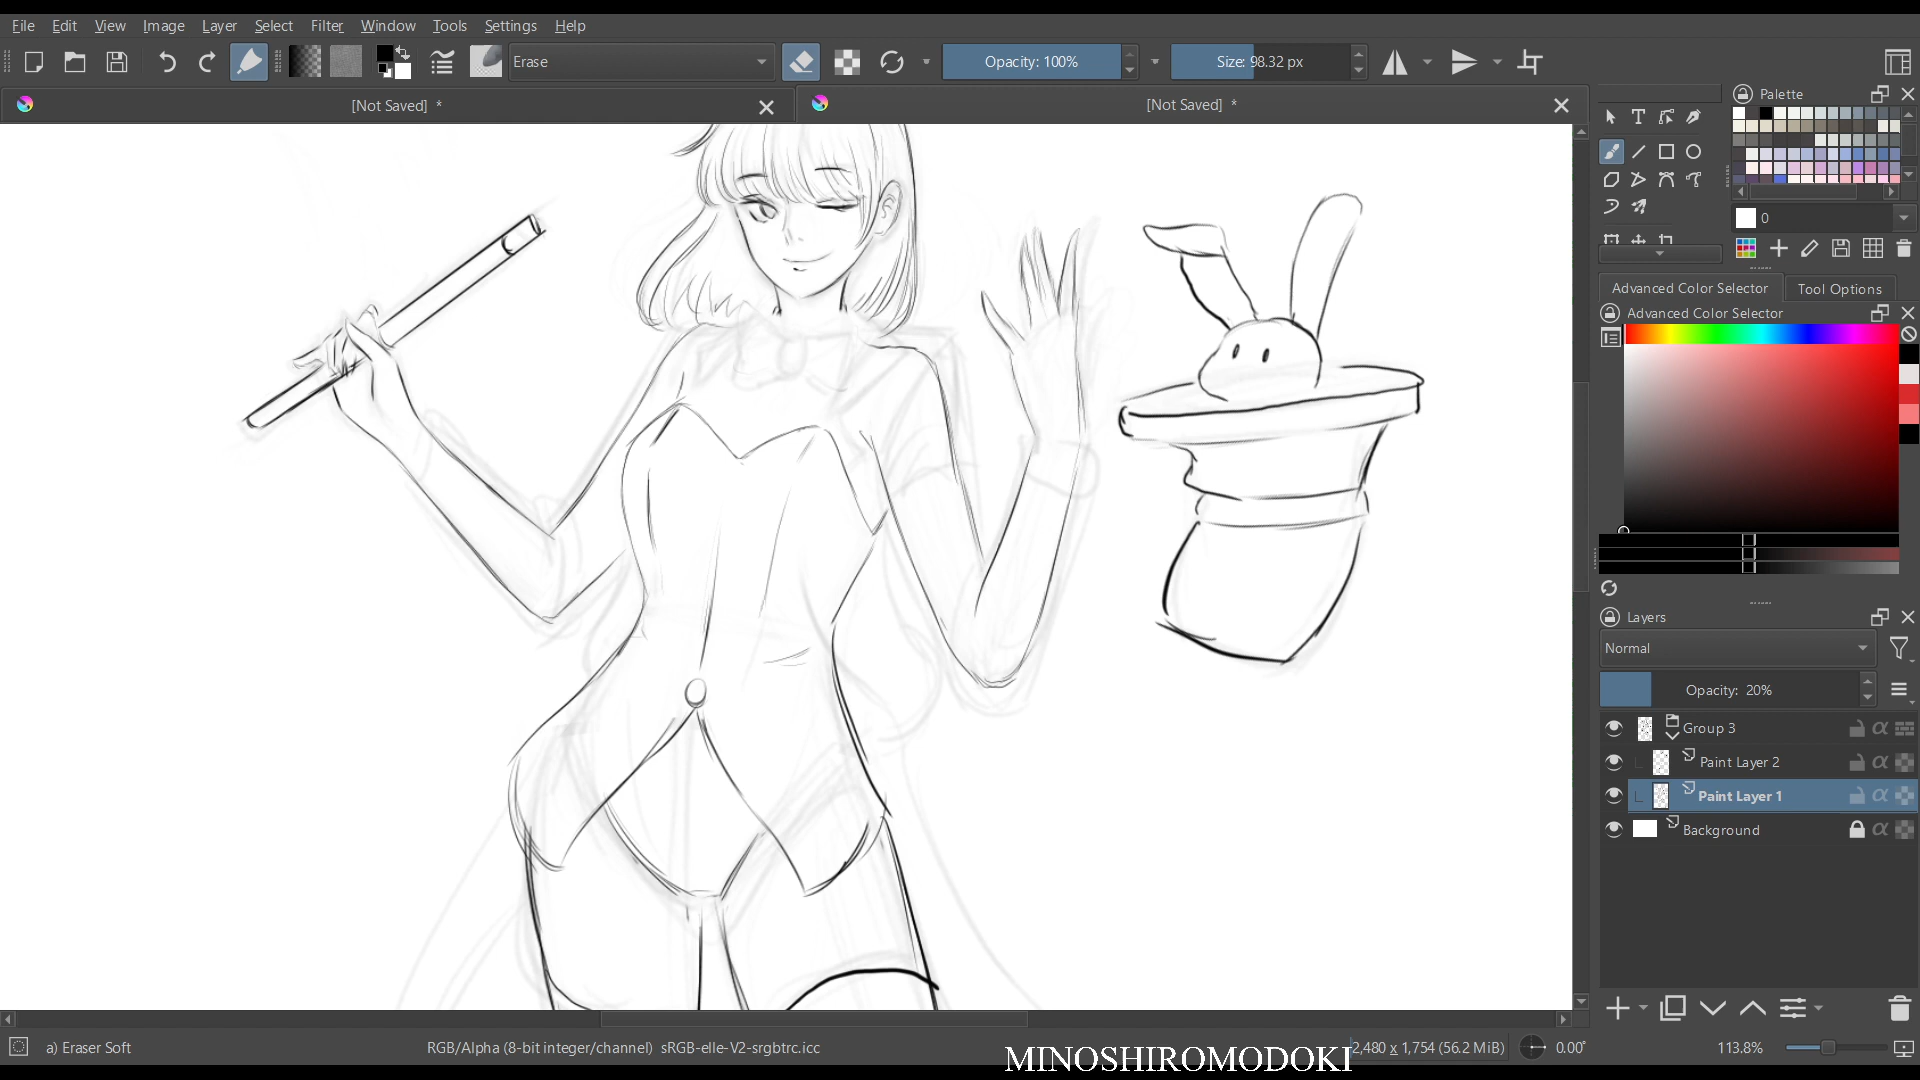 File Edit View Image Layer Select Filter Window Tools Settings Help
Erase Opacity: 100% Size: 98.32 px
[Not Saved] * [Not Saved] *
Palette
0
Advanced Color Selector Tool Options
Advanced Color Selector
Layers
Normal
Opacity: 20%
Group 3
Paint Layer 2
Paint Layer 1
Background
a) Eraser Soft RGB/Alpha (8-bit integer/channel) sRGB-elle-V2-srgbtrc.icc 2,480 x 1,754 (56.2 MiB) 0.00° 113.8%
MINOSHIROMODOKI